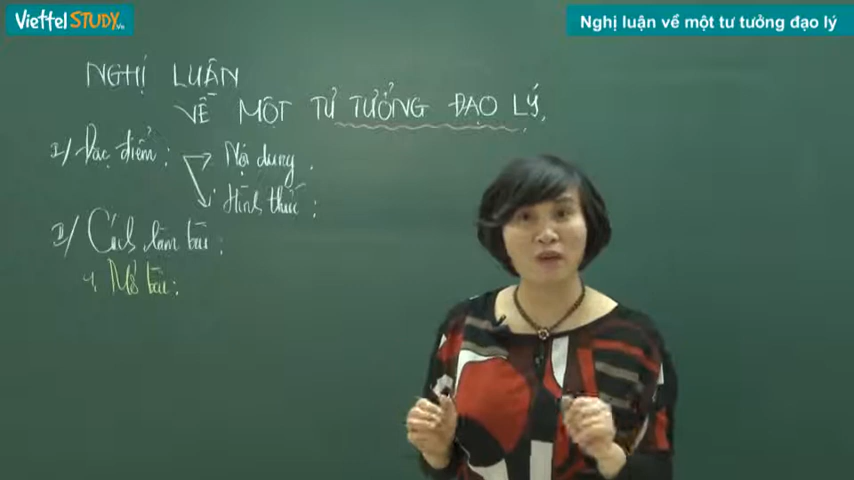 ViettelSTUDY.vn
Nghị luận về một tư tưởng đạo lý
NGHỊ LUẬN
VỀ MỘT TƯ TƯỞNG ĐẠO LÝ.
I/ Đặc điểm:
Nội dung.
Hình thức:
II/ Cách làm bài:
1. Mở bài: